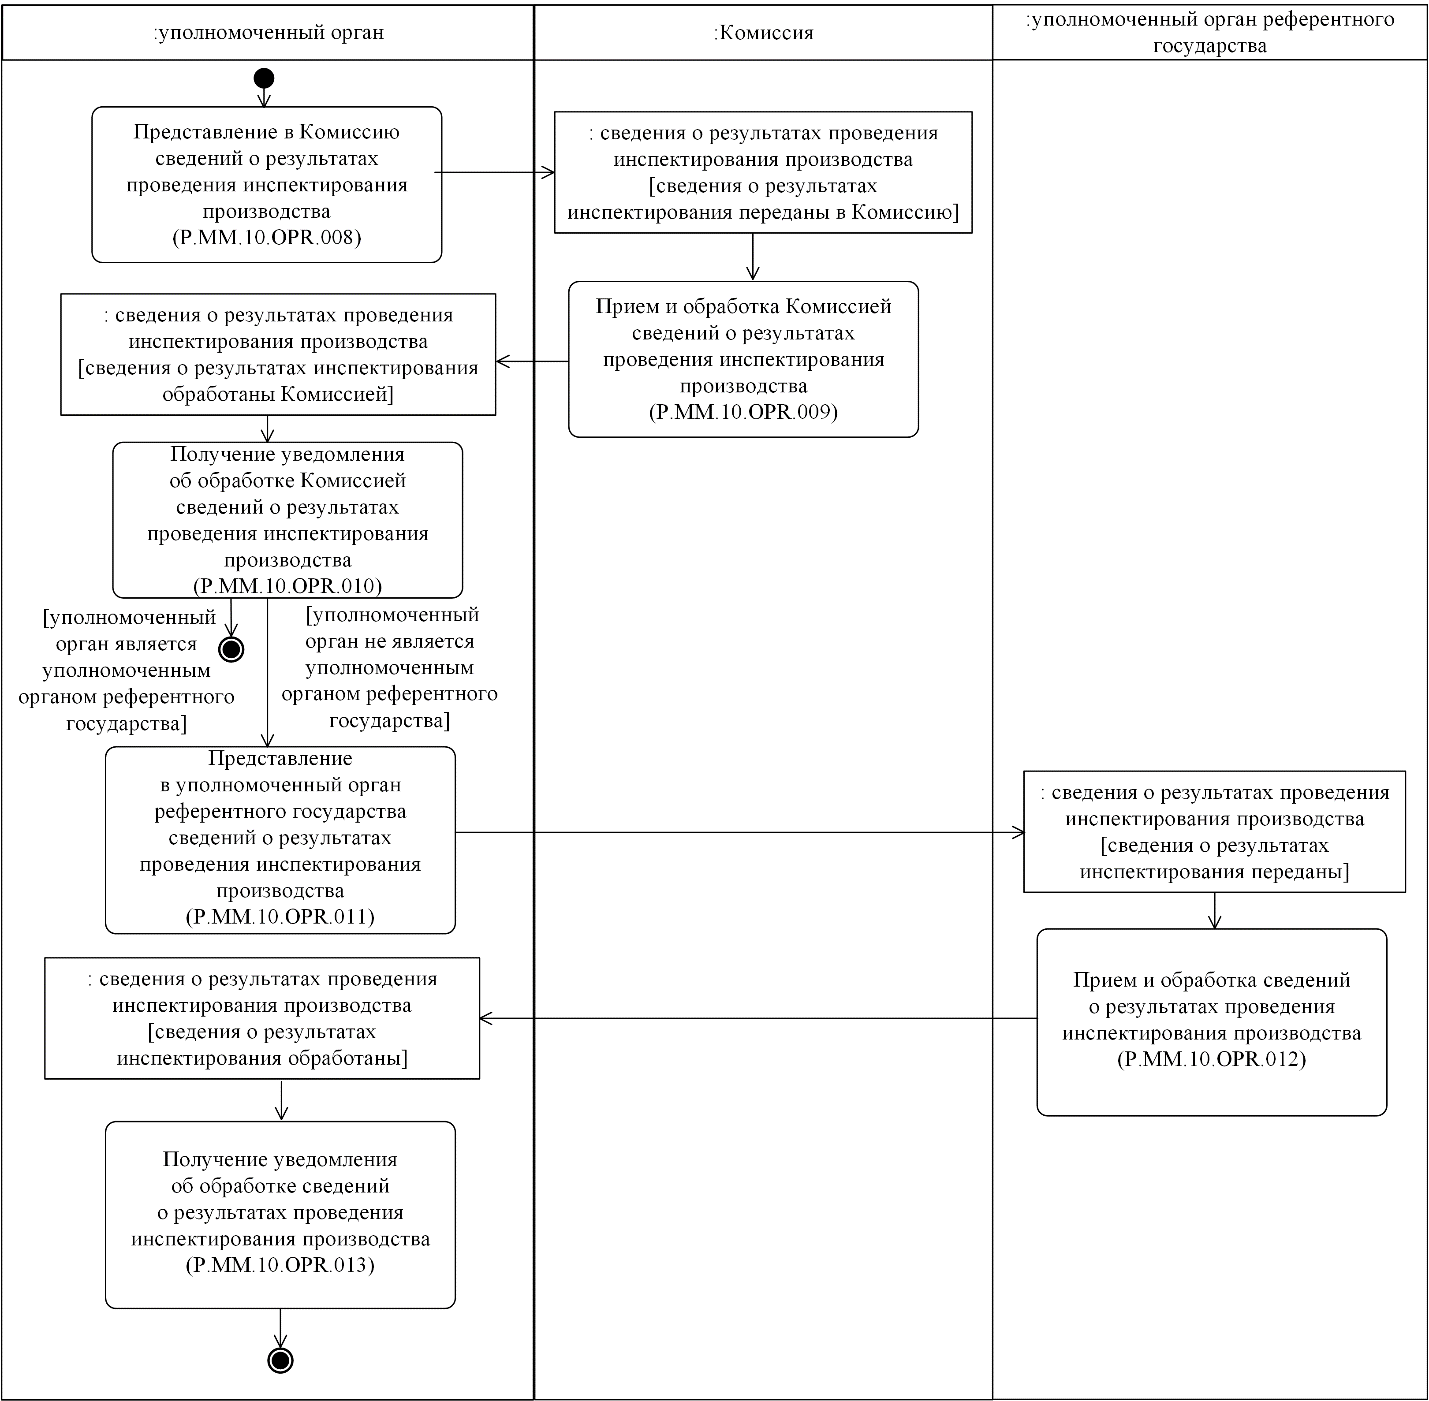 :уполномоченный орган
:Комиссия
:уполномоченный орган референтного
государства
Представление в Комиссию
сведений о результатах
проведения инспектирования
производства
(P.MM.10.OPR.008)
: сведения о результатах проведения
инспектирования производства
[сведения о результатах
инспектирования переданы в Комиссию]
Прием и обработка Комиссией
сведений о результатах
проведения инспектирования
производства
(P.MM.10.OPR.009)
: сведения о результатах проведения
инспектирования производства
[сведения о результатах инспектирования
обработаны Комиссией]
Получение уведомления
об обработке Комиссией
сведений о результатах
проведения инспектирования
производства
(P.MM.10.OPR.010)
[уполномоченный
орган является
уполномоченным
органом референтного
государства]
[уполномоченный
орган не является
уполномоченным
органом референтного
государства]
Представление
в уполномоченный орган
референтного государства
сведений о результатах
проведения инспектирования
производства
(P.MM.10.OPR.011)
: сведения о результатах проведения
инспектирования производства
[сведения о результатах
инспектирования переданы]
Прием и обработка сведений
о результатах проведения
инспектирования производства
(P.MM.10.OPR.012)
: сведения о результатах проведения
инспектирования производства
[сведения о результатах
инспектирования обработаны]
Получение уведомления
об обработке сведений
о результатах проведения
инспектирования производства
(P.MM.10.OPR.013)